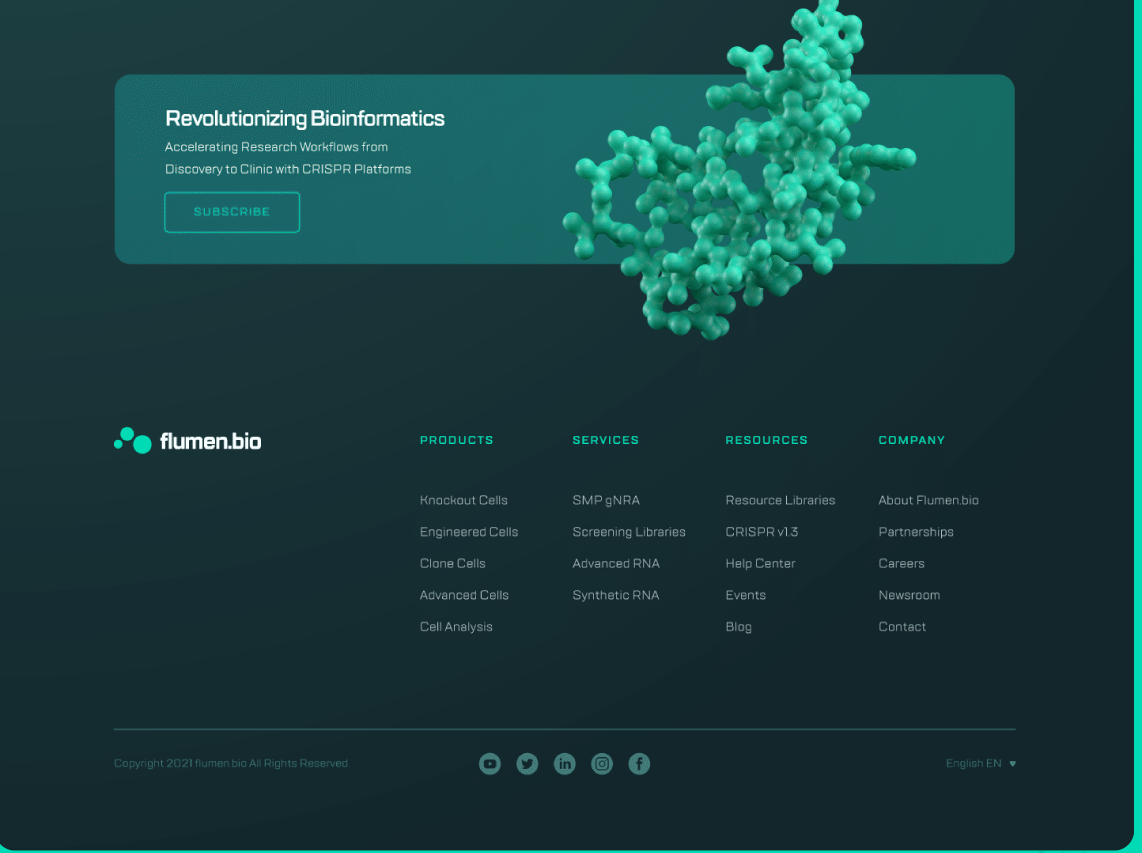 Revolutionizing Bioinformatics
Accelerating Research Workflows from
Discovery to Clinic with CRISPR Platforms
SUBSCRIBE
flumen.bio
PRODUCTS
Knockout Cells
Engineered Cells
Clone Cells
Advanced Cells
Cell Analysis
SERVICES
SMP gNRA
Screening Libraries
Advanced RNA
Synthetic RNA
RESOURCES
Resource Libraries
CRISPR v1.3
Help Center
Events
Blog
COMPANY
About Flumen.bio
Partnerships
Careers
Newsroom
Contact
Copyright 2021 flumen.bio All Rights Reserved
in
English EN